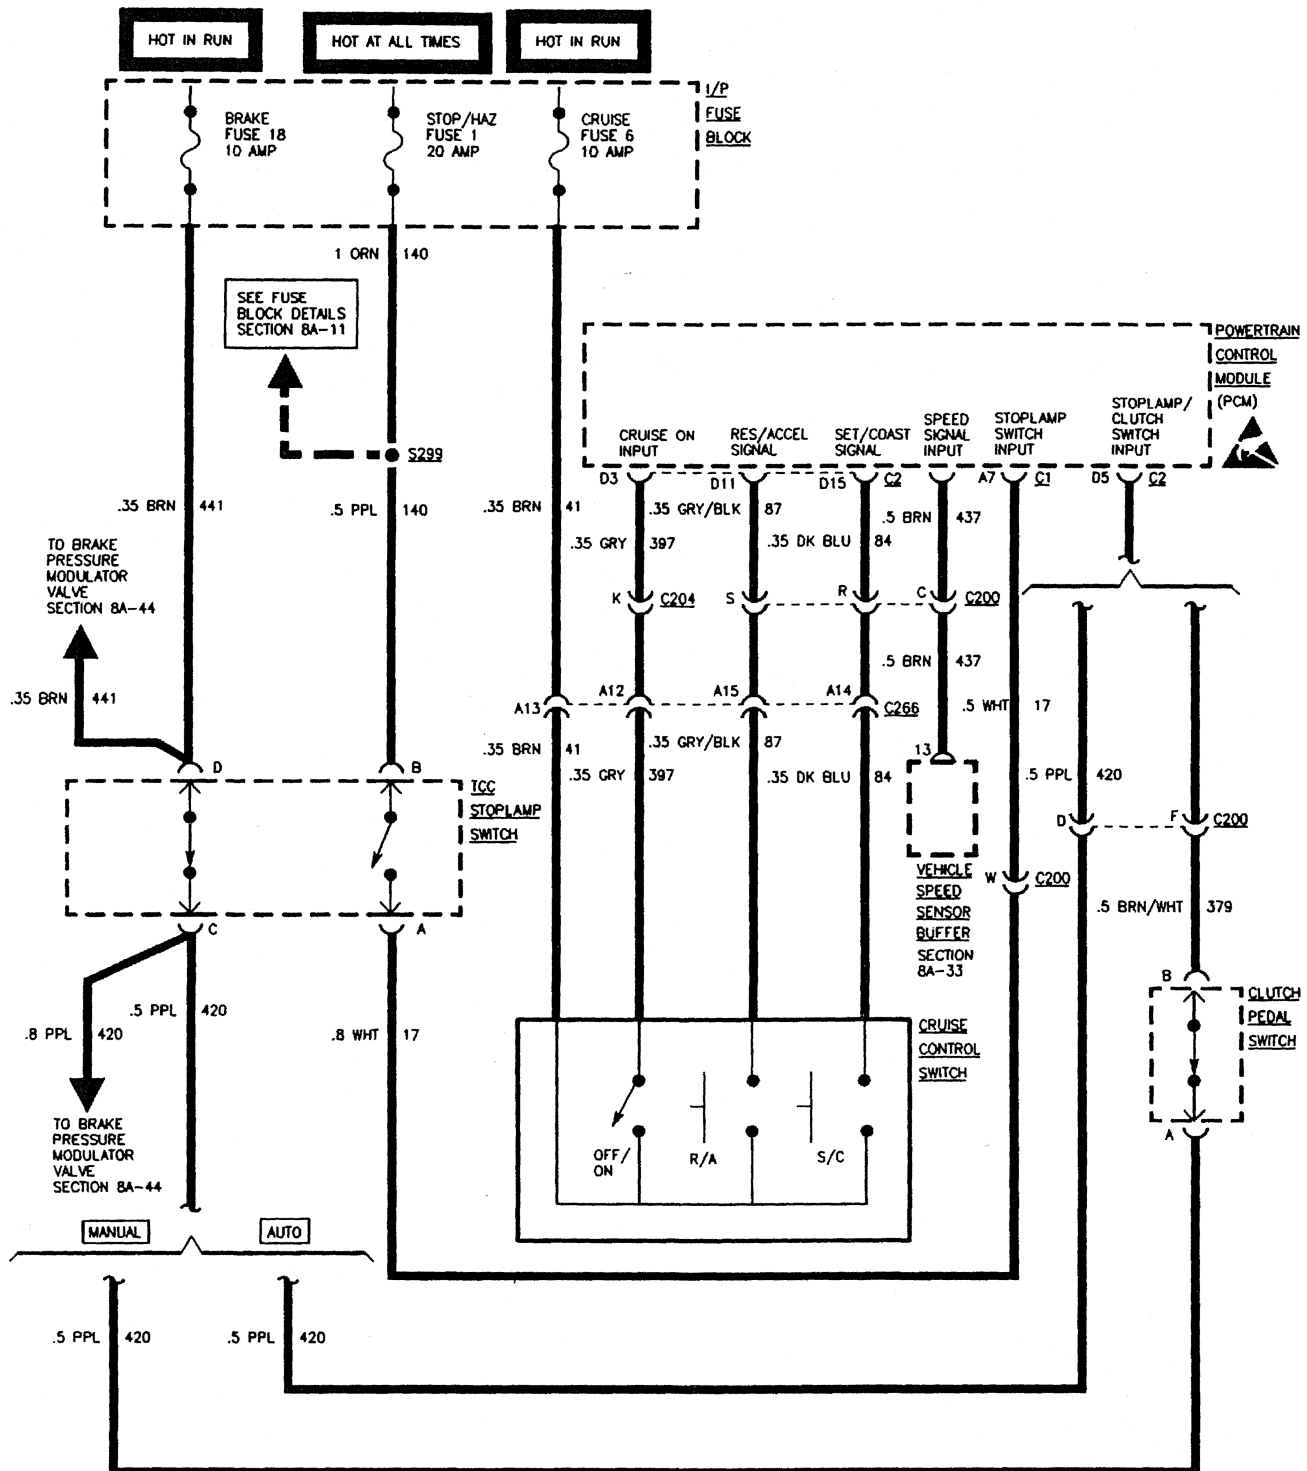 HOT IN RUN
HOT AT ALL TIMES
HOT IN RUN
BRAKE
FUSE 18
10 AMP
STOP/HAZ
FUSE 1
20 AMP
CRUISE
FUSE 6
10 AMP
I/P
FUSE
BLOCK
1 ORN 140
SEE FUSE
BLOCK DETAILS
SECTION 8A-11
S299
POWERTRAIN
CONTROL
MODULE
(PCM)
CRUISE ON
INPUT
RES/ACCEL
SIGNAL
SET/COAST
SIGNAL
SPEED
SIGNAL
INPUT
STOPLAMP
SWITCH
INPUT
STOPLAMP/
CLUTCH
SWITCH
INPUT
D3 D11 D15 C2 A7 C1 D5 C2
.35 BRN 441
.5 PPL 140
.35 BRN 41
.35 GRY/BLK 87
.5 BRN 437
.35 GRY 397
.35 DK BLU 84
TO BRAKE
PRESSURE
MODULATOR
VALVE
SECTION 8A-44
K C204 S R C C200
.5 BRN 437
.35 BRN 441
A13 A12 A15 A14 C266
.5 WHT 17
.35 BRN 41
.35 GRY/BLK 87
.35 GRY 397
.35 DK BLU 84
13
.5 PPL 420
D B
TCC
STOPLAMP
SWITCH
D F C200
VEHICLE
SPEED
SENSOR
BUFFER
SECTION
8A-33
W C200
.5 BRN/WHT 379
C A
B
CLUTCH
PEDAL
SWITCH
A
.5 PPL 420
.8 PPL 420
.8 WHT 17
CRUISE
CONTROL
SWITCH
OFF/
ON
R/A
S/C
TO BRAKE
PRESSURE
MODULATOR
VALVE
SECTION 8A-44
MANUAL
AUTO
.5 PPL 420
.5 PPL 420